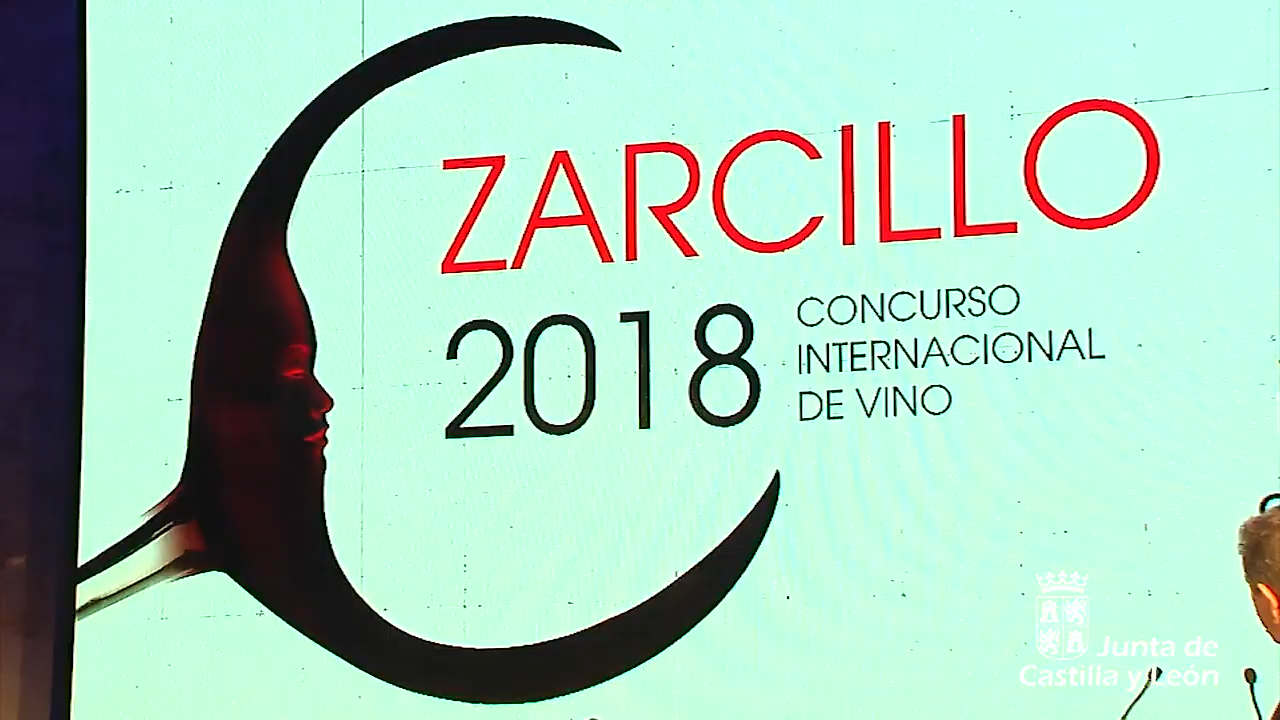 ZARCILLO
2018
CONCURSO
INTERNACIONAL
DE VINO
Junta de
Castilla y León